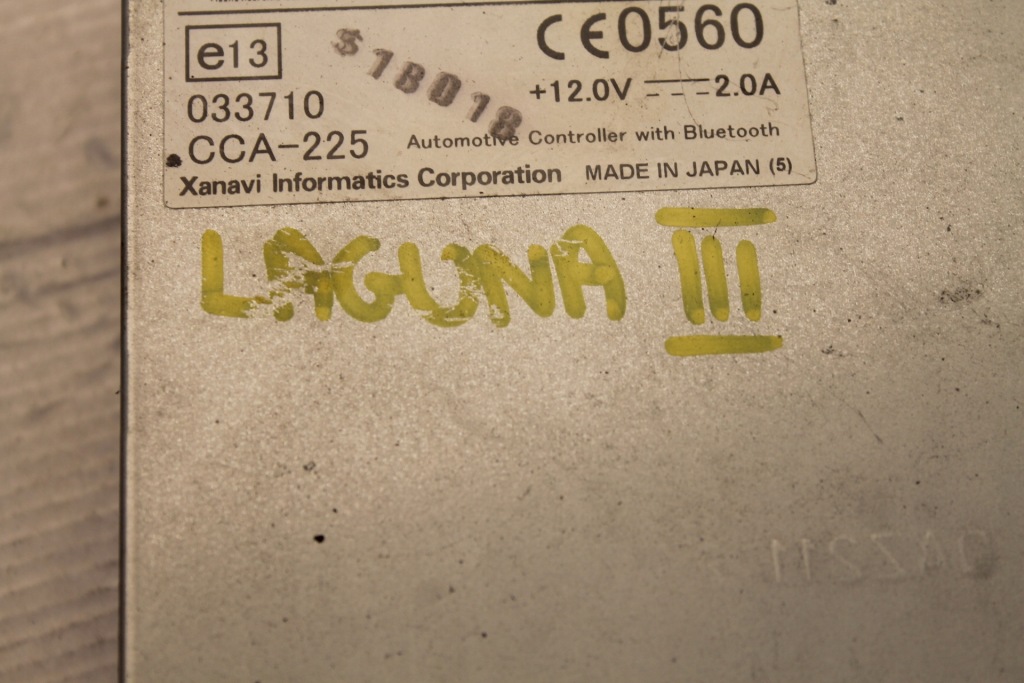 e13
CE0560
$18018
033710
+12.0V 2.0A
CCA-225
Automotive Controller with Bluetooth
Xanavi Informatics Corporation MADE IN JAPAN (5)
LAGUNA III